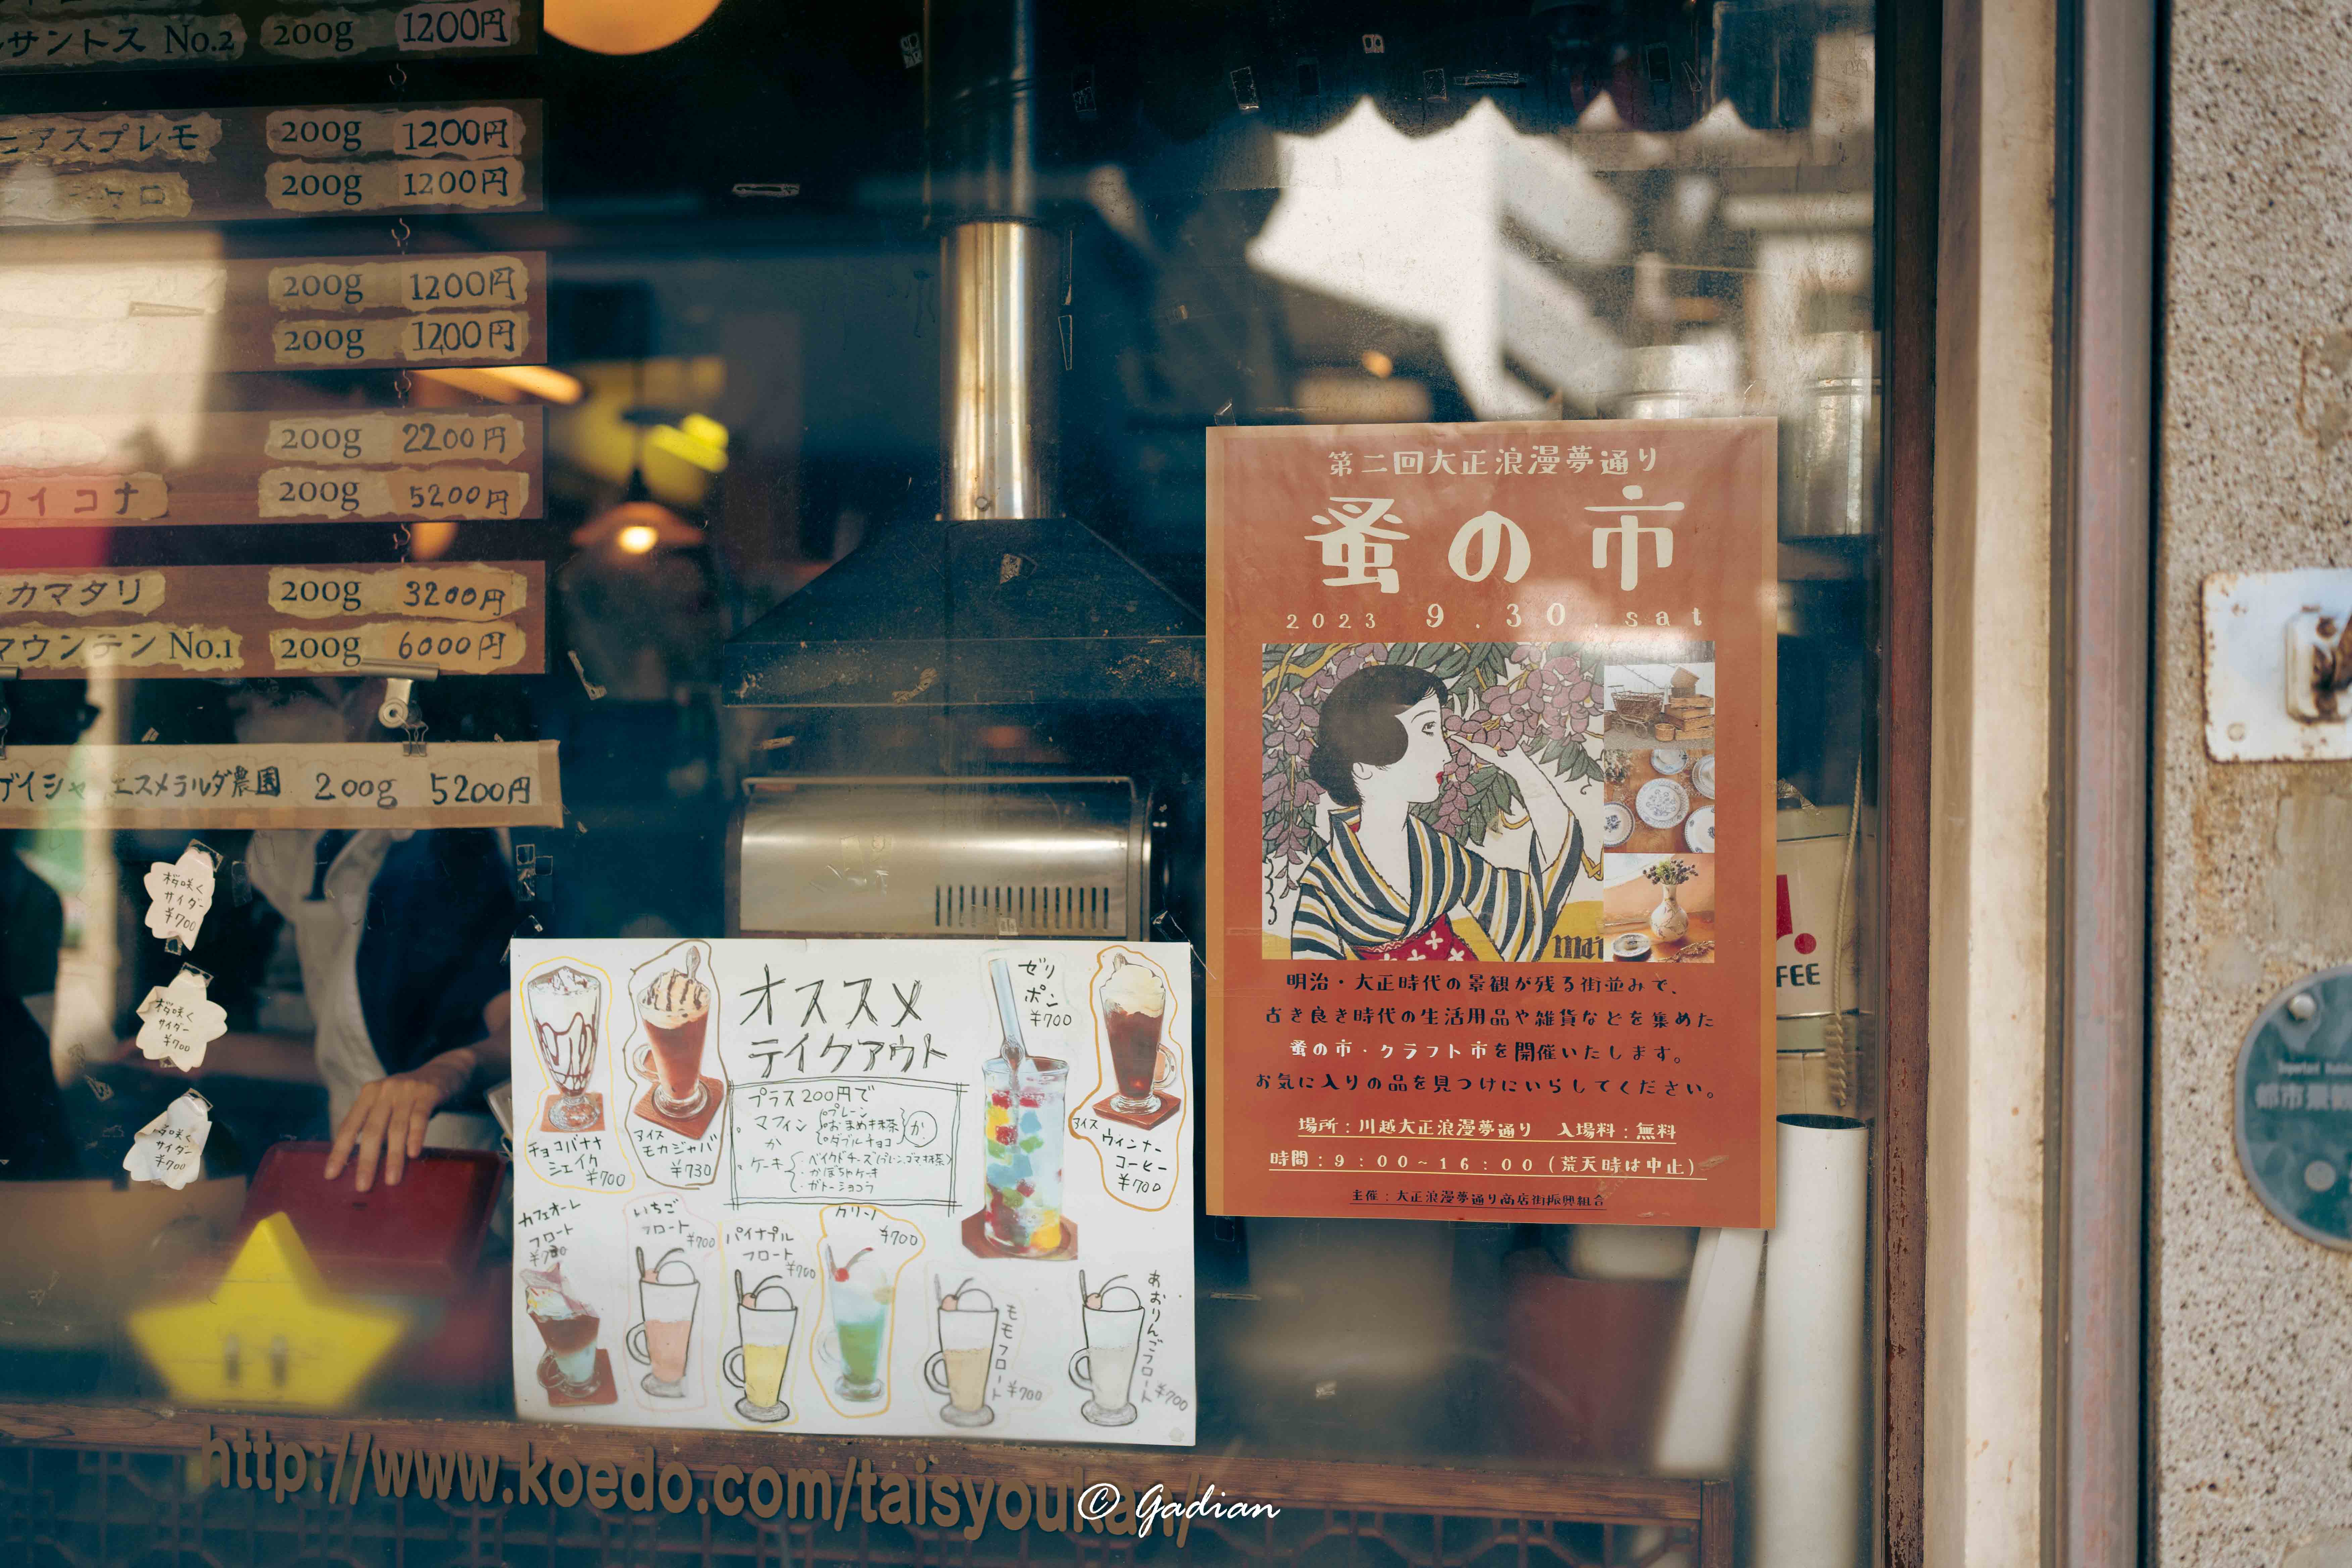 サントス No.2 200g 1200円
アスプレモ 200g 1200円
ャロ 200g 1200円
200g 1200円
200g 1200円
200g 2200円
イコナ 200g 5200円
カマタリ 200g 3200円
マウンテン No.1 200g 6000円
ゲイシャ エスメラルダ農園 200g 5200円
桜咲く
サイダー
¥700
桜咲く
サイダー
¥700
桜咲く
サイダー
¥700
オススメ
テイクアウト
プラス200円で
マフィン
プレーン
おまめ抹茶
ダブルチョコ
か
か
ケーキ
ベイクドチーズ(プレーン、ゴマ抹茶)
かぼちゃケーキ
ガトーショコラ
チョコバナナ
シェイク
¥700
アイス
モカジャバ
¥730
ゼリ
ポン
¥700
アイス
ウィンナー
コーヒー
¥700
カフェオーレ
フロート
いちご
フロート
¥700
パイナプル
フロート
¥700
クリーム
¥700
モモフロート ¥700
あおりんごフロート ¥700
第二回大正浪漫夢通り
蚤の市
2023 9.30.sat
明治・大正時代の景観が残る街並みで、
古き良き時代の生活用品や雑貨などを集めた
蚤の市・クラフト市を開催いたします。
お気に入りの品を見つけにいらしてください。
場所：川越大正浪漫夢通り 入場料：無料
時間：9：00~16：00(荒天時は中止)
主催：大正浪漫夢通り商店街振興組合
FEE
http://www.koedo.com/taisyoukan/
© Gadian